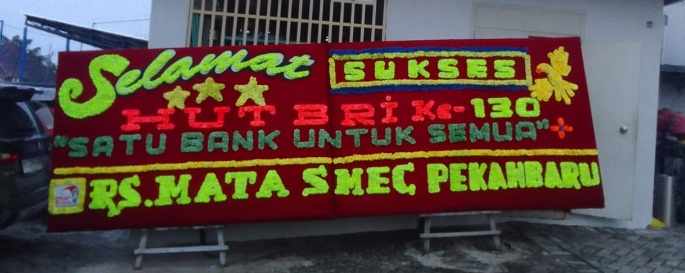 Selamat SUKSES
HUT BRI Ke-130
"SATU BANK UNTUK SEMUA"
RS.MATA SMEC PEKANBARU